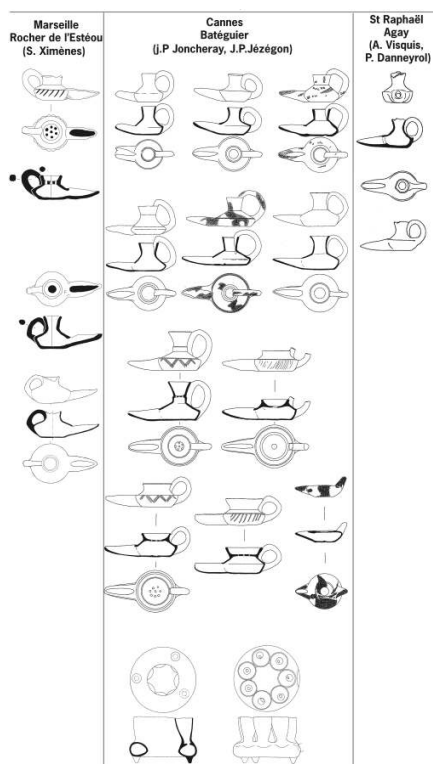 Marseille
Rocher de l'Estéou
(S. Ximènes)
Cannes
Batéguier
(j.P Joncheray, J.P.Jézégon)
St Raphaël
Agay
(A. Visquis,
P. Danneyrol)